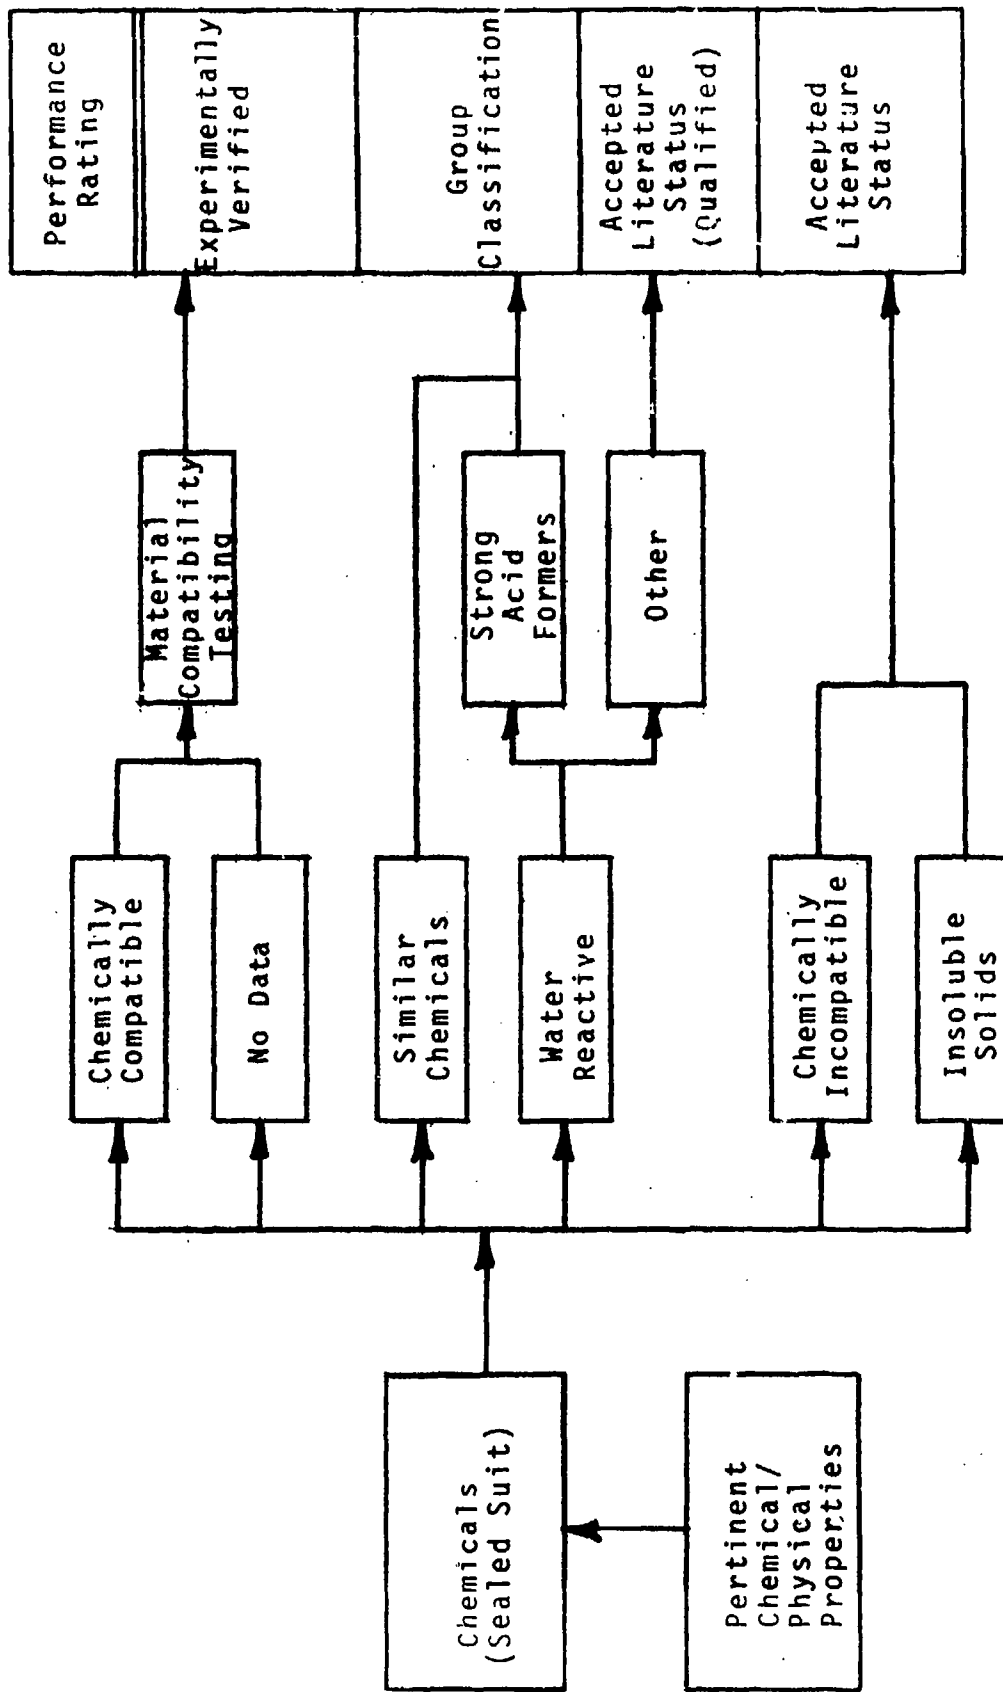 Chemicals
(Sealed Suit)
Pertinent
Chemical/
Physical
Properties
Chemically
Compatible
No Data
Similar
Chemicals
Water
Reactive
Chemically
Incompatible
Insoluble
Solids
Material
Compatibility
Testing
Strong
Acid
Formers
Other
Performance
Rating
Experimentally
Verified
Group
Classification
Accepted
Literature
Status
(Qualified)
Accepted
Literature
Status